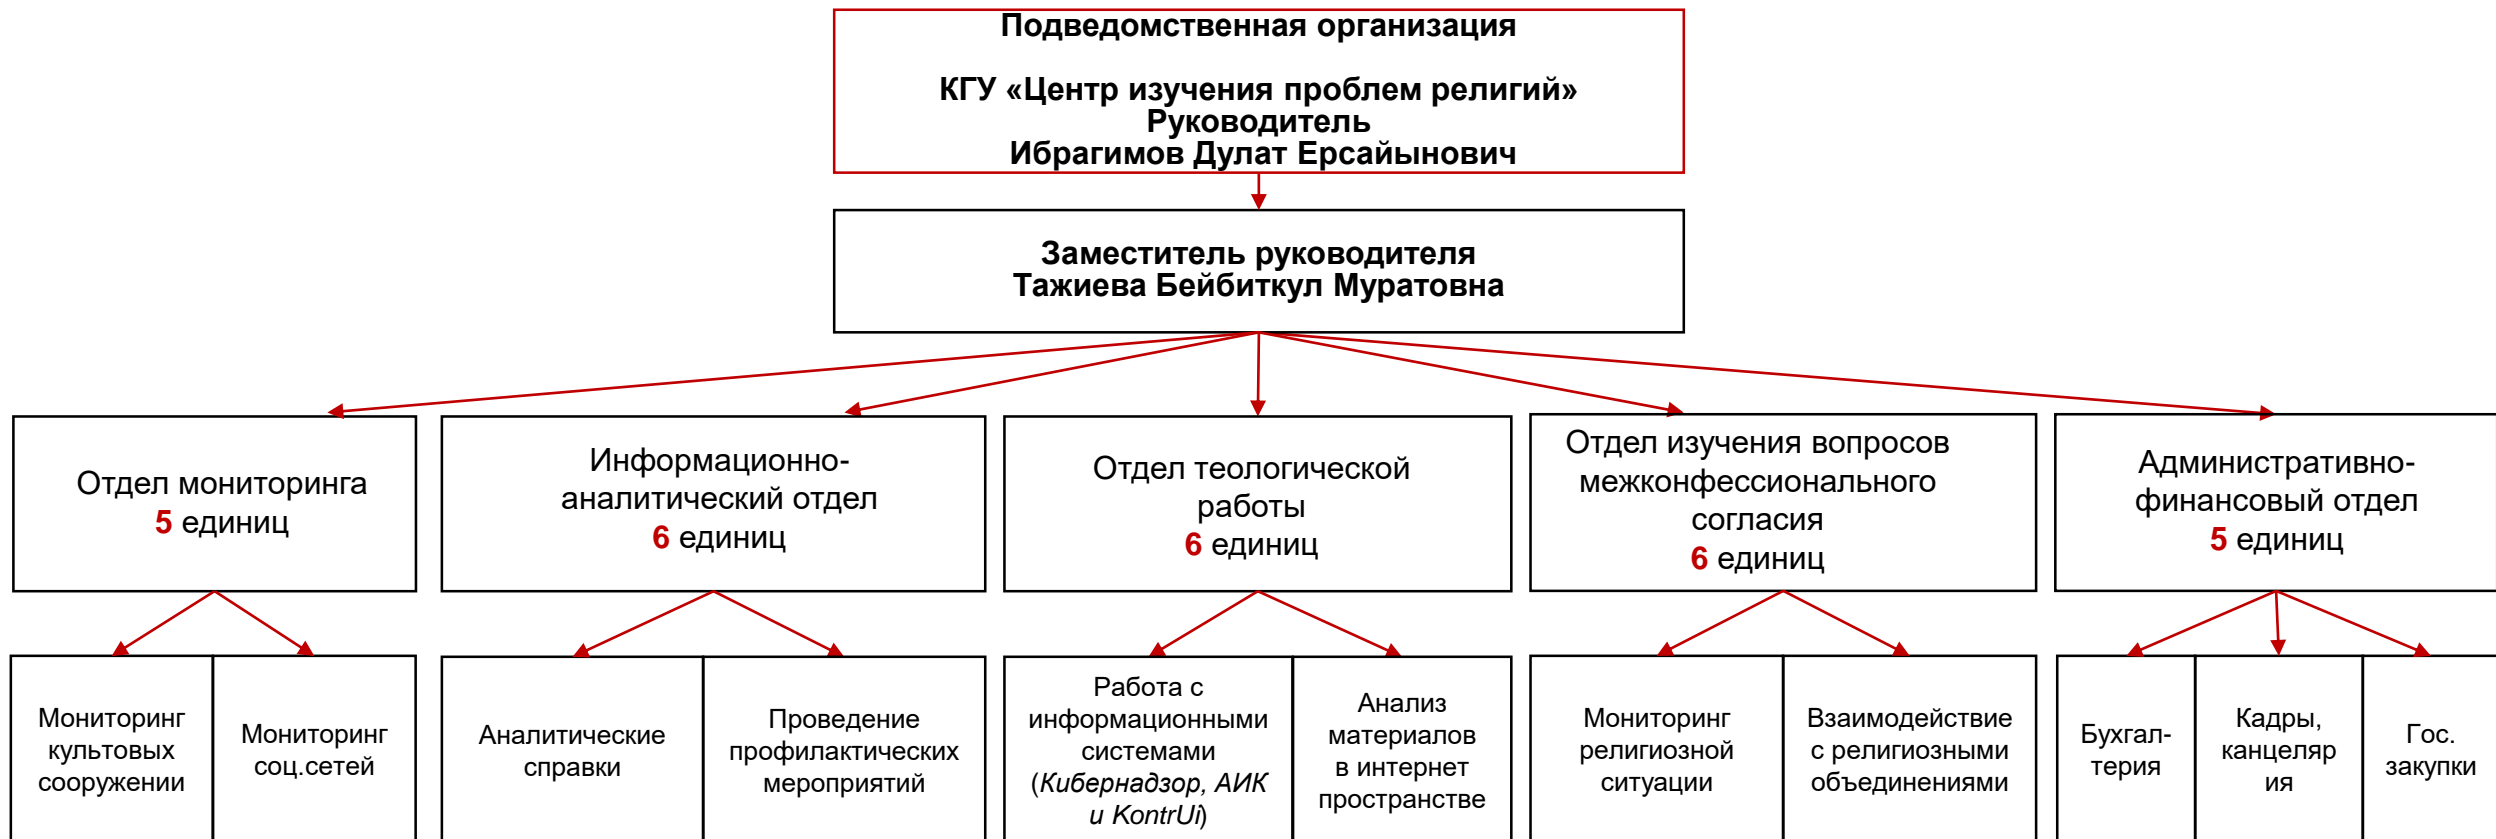 Подведомственная организация
КГУ «Центр изучения проблем религий»
Руководитель
Ибрагимов Дулат Ерсайынович
Заместитель руководителя
Тажиева Бейбиткул Муратовна
Отдел мониторинга
5 единиц
Информационно-
аналитический отдел
6 единиц
Отдел теологической
работы
6 единиц
Отдел изучения вопросов
межконфессионального
согласия
6 единиц
Административно-
финансовый отдел
5 единиц
Мониторинг
культовых
сооружении
Мониторинг
соц.сетей
Аналитические
справки
Проведение
профилактических
мероприятий
Работа с
информационными
системами
(Кибернадзор, АИК
и KontrUi)
Анализ
материалов
в интернет
пространстве
Мониторинг
религиозной
ситуации
Взаимодействие
с религиозными
объединениями
Бухгал-
терия
Кадры,
канцеляр
ия
Гос.
закупки